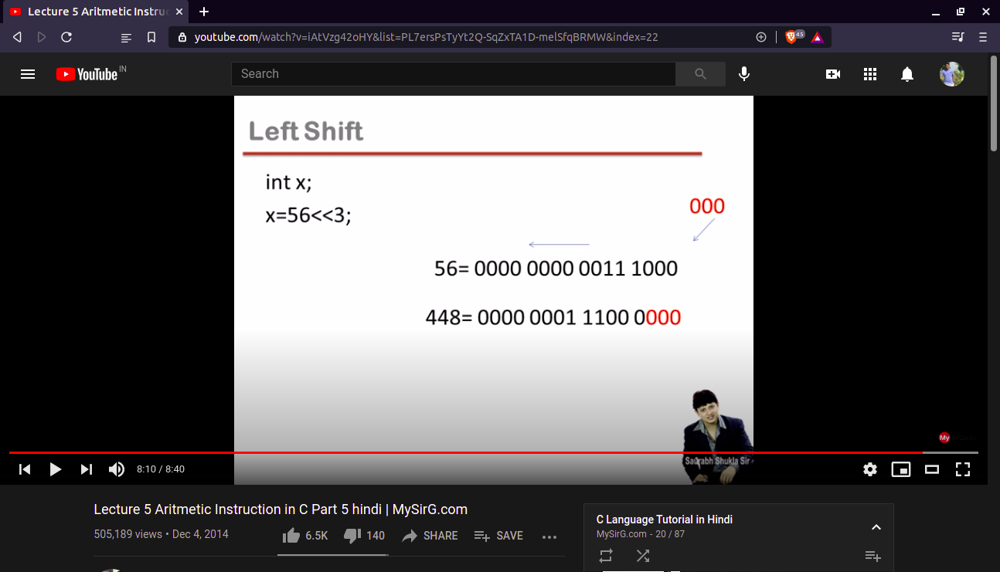 Lecture 5 Aritmetic Instruc
youtube.com/watch?v=iAtVzg42oHY&list=PL7ersPsTyYt2Q-SqZxTA1D-melSfqBRMW&index=22
45
YouTube IN
Search
Left Shift
int x;
x=56<<3;
000
56= 0000 0000 0011 1000
448= 0000 0001 1100 0000
My
Saurabh Shukla Sir
8:10 / 8:40
Lecture 5 Aritmetic Instruction in C Part 5 hindi | MySirG.com
505,189 views • Dec 4, 2014
6.5K
140
SHARE
SAVE
C Language Tutorial in Hindi
MySirG.com - 20 / 87